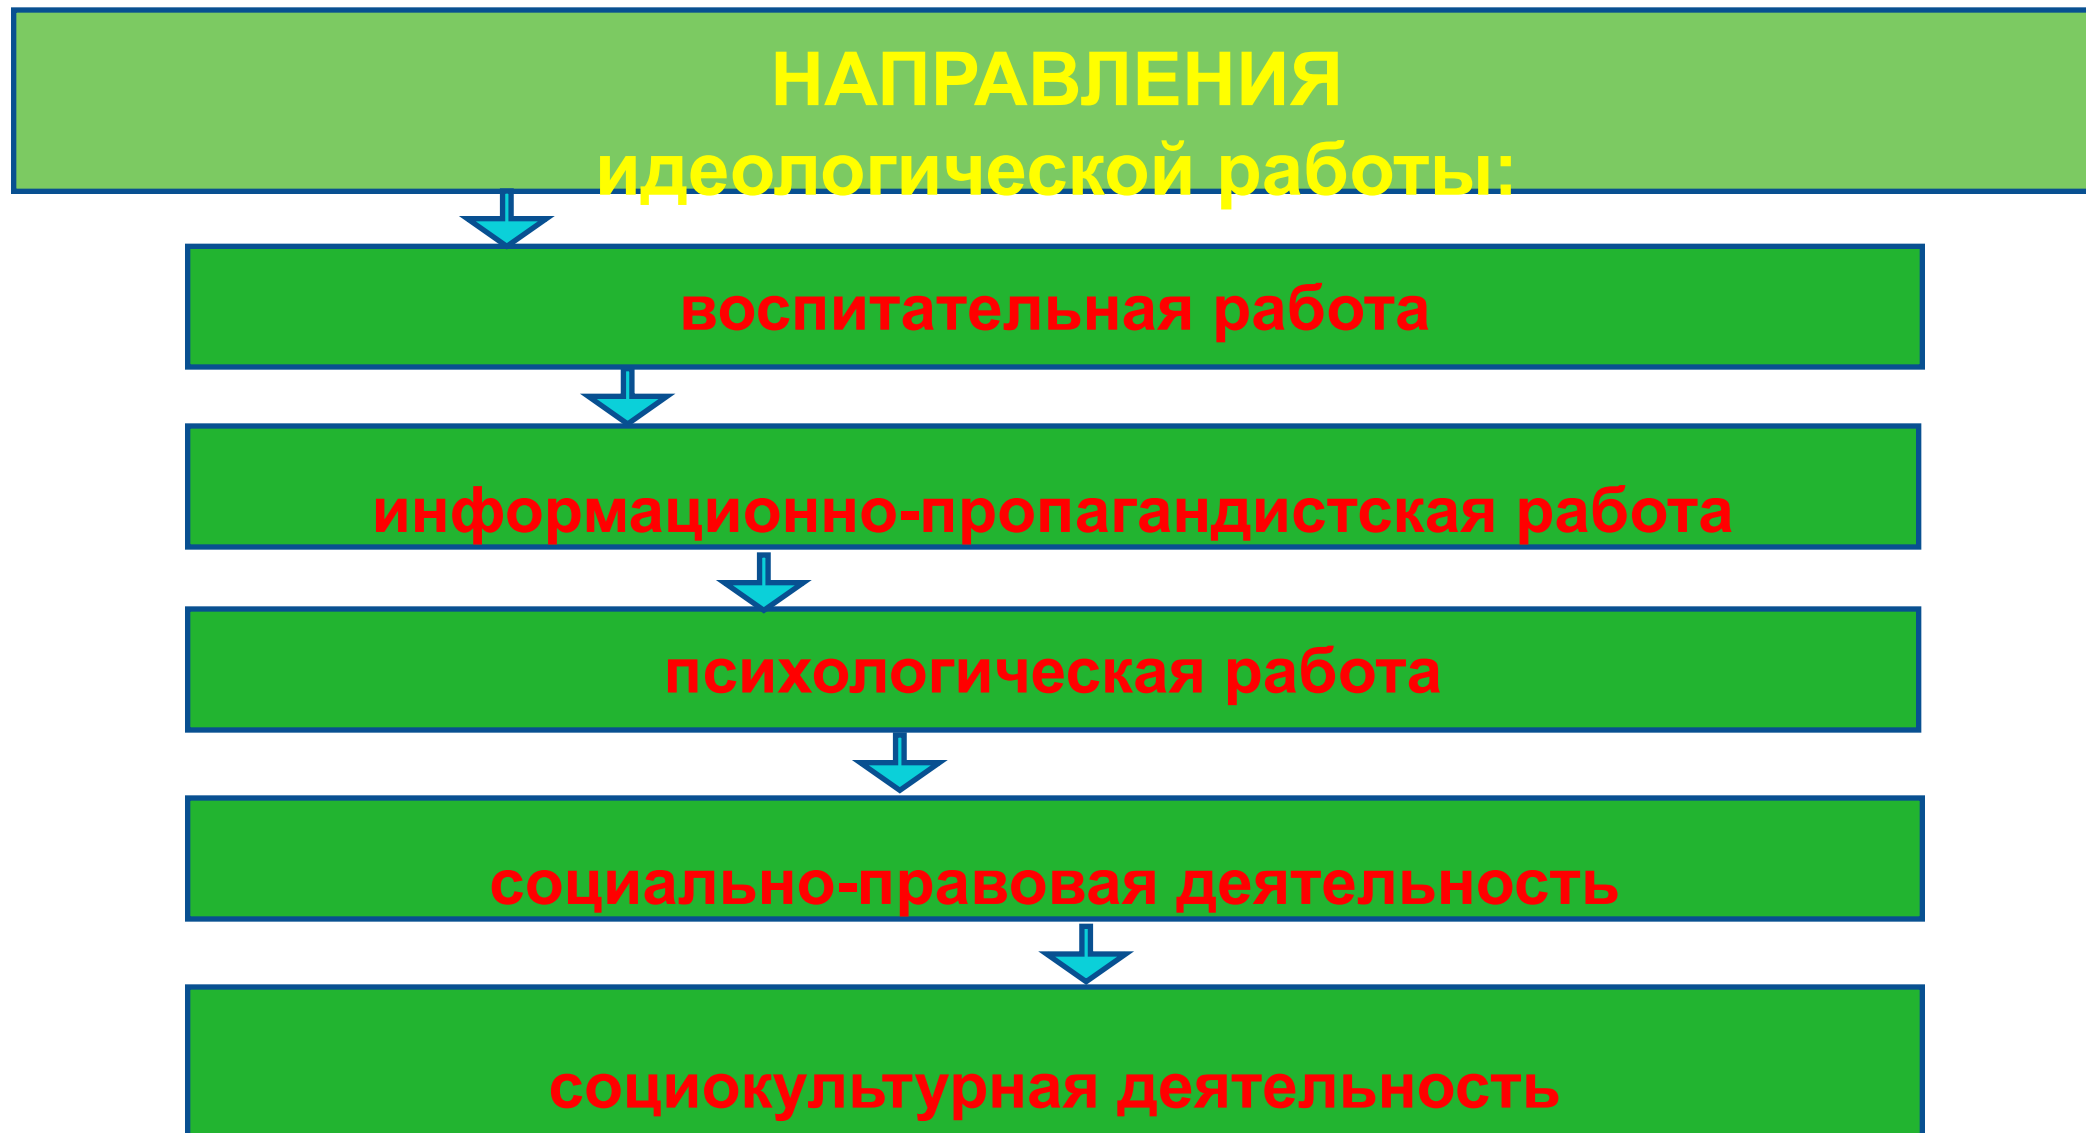 НАПРАВЛЕНИЯ
идеологической работы:
воспитательная работа
информационно-пропагандистская работа
психологическая работа
социально-правовая деятельность
социокультурная деятельность